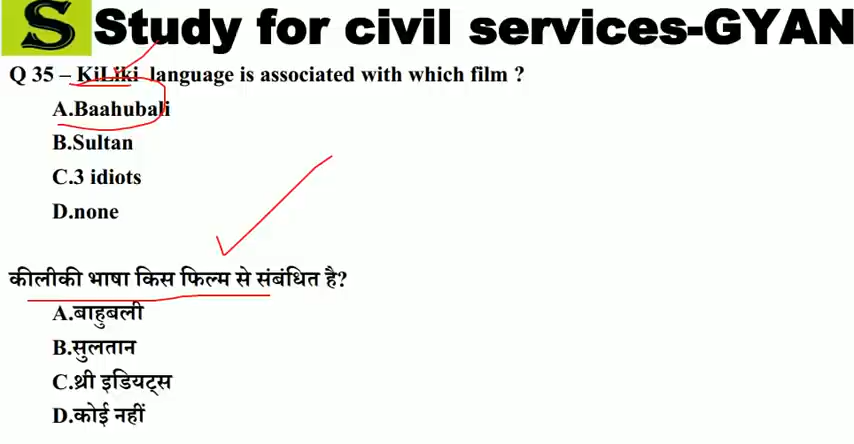 S Study for civil services-GYAN
Q 35 – KiLiki language is associated with which film ?
A.Baahubali
B.Sultan
C.3 idiots
D.none
कीलीकी भाषा किस फिल्म से संबंधित है?
A.बाहुबली
B.सुलतान
C.थ्री इडियट्स
D.कोई नहीं